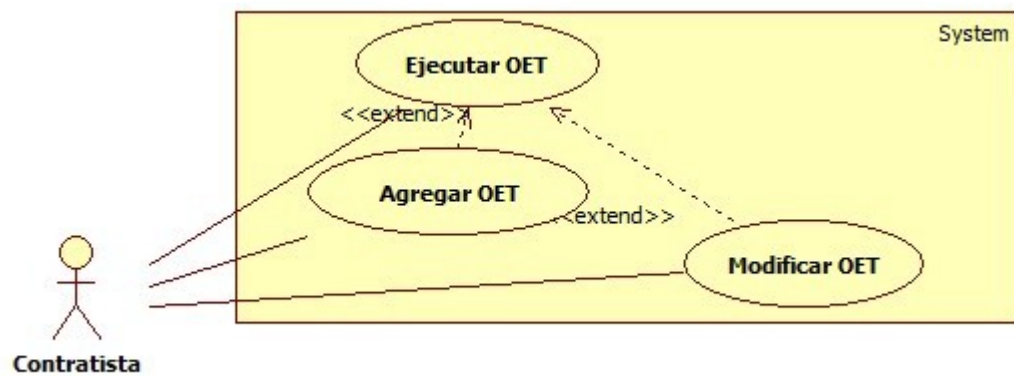 System
Ejecutar OET
<<extend>>
Agregar OET
<<extend>>
Modificar OET
Contratista